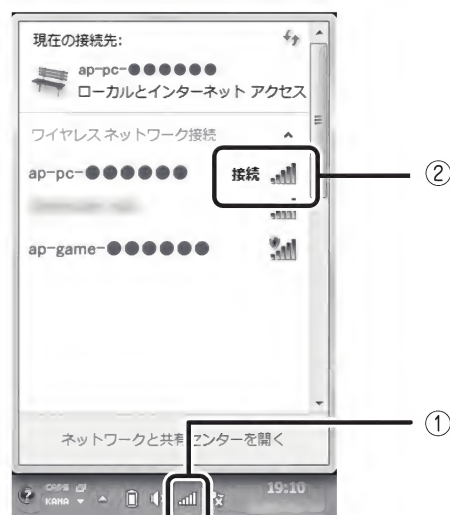 現在の接続先:
ap-pc-●●●●●●
ローカルとインターネット アクセス
ワイヤレス ネットワーク接続
ap-pc-●●●●●● 接続
②
ap-game-●●●●●●
①
ネットワークと共有センターを開く
CAPS
KANA
19:10